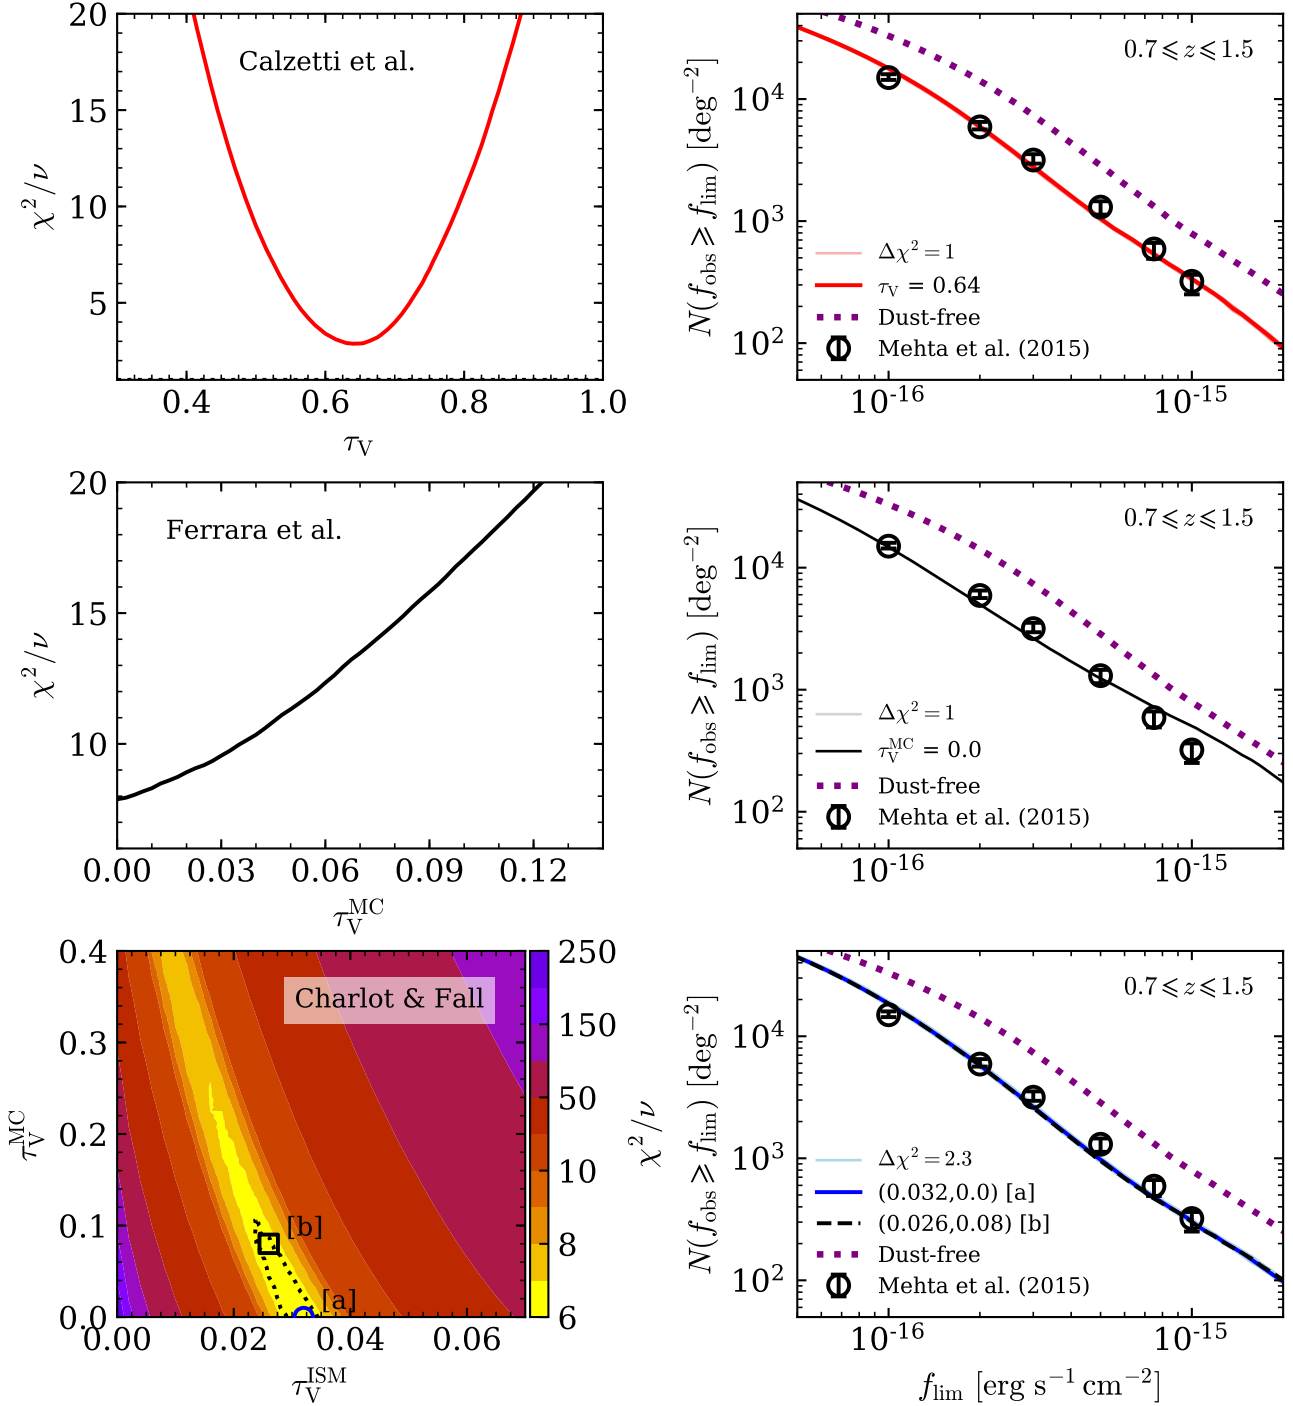 20
15
10
5
χ²/ν
Calzetti et al.
0.4 0.6 0.8 1.0
τ_V
10⁴
10³
10²
N(f_obs ⩾ f_lim) [deg⁻²]
0.7⩽z⩽1.5
Δχ²=1
τ_V = 0.64
Dust-free
Mehta et al. (2015)
10⁻¹⁶ 10⁻¹⁵
20
15
10
χ²/ν
Ferrara et al.
0.00 0.03 0.06 0.09 0.12
τ_V^MC
10⁴
10³
10²
N(f_obs ⩾ f_lim) [deg⁻²]
0.7⩽z⩽1.5
Δχ²=1
τ_V^MC = 0.0
Dust-free
Mehta et al. (2015)
10⁻¹⁶ 10⁻¹⁵
0.4
0.3
0.2
0.1
0.0
τ_V^MC
Charlot & Fall
[b]
[a]
0.00 0.02 0.04 0.06
τ_V^ISM
250
150
50
10
8
6
χ²/ν
10⁴
10³
10²
N(f_obs ⩾ f_lim) [deg⁻²]
0.7⩽z⩽1.5
Δχ²=2.3
(0.032,0.0) [a]
(0.026,0.08) [b]
Dust-free
Mehta et al. (2015)
10⁻¹⁶ 10⁻¹⁵
f_lim [erg s⁻¹ cm⁻²]